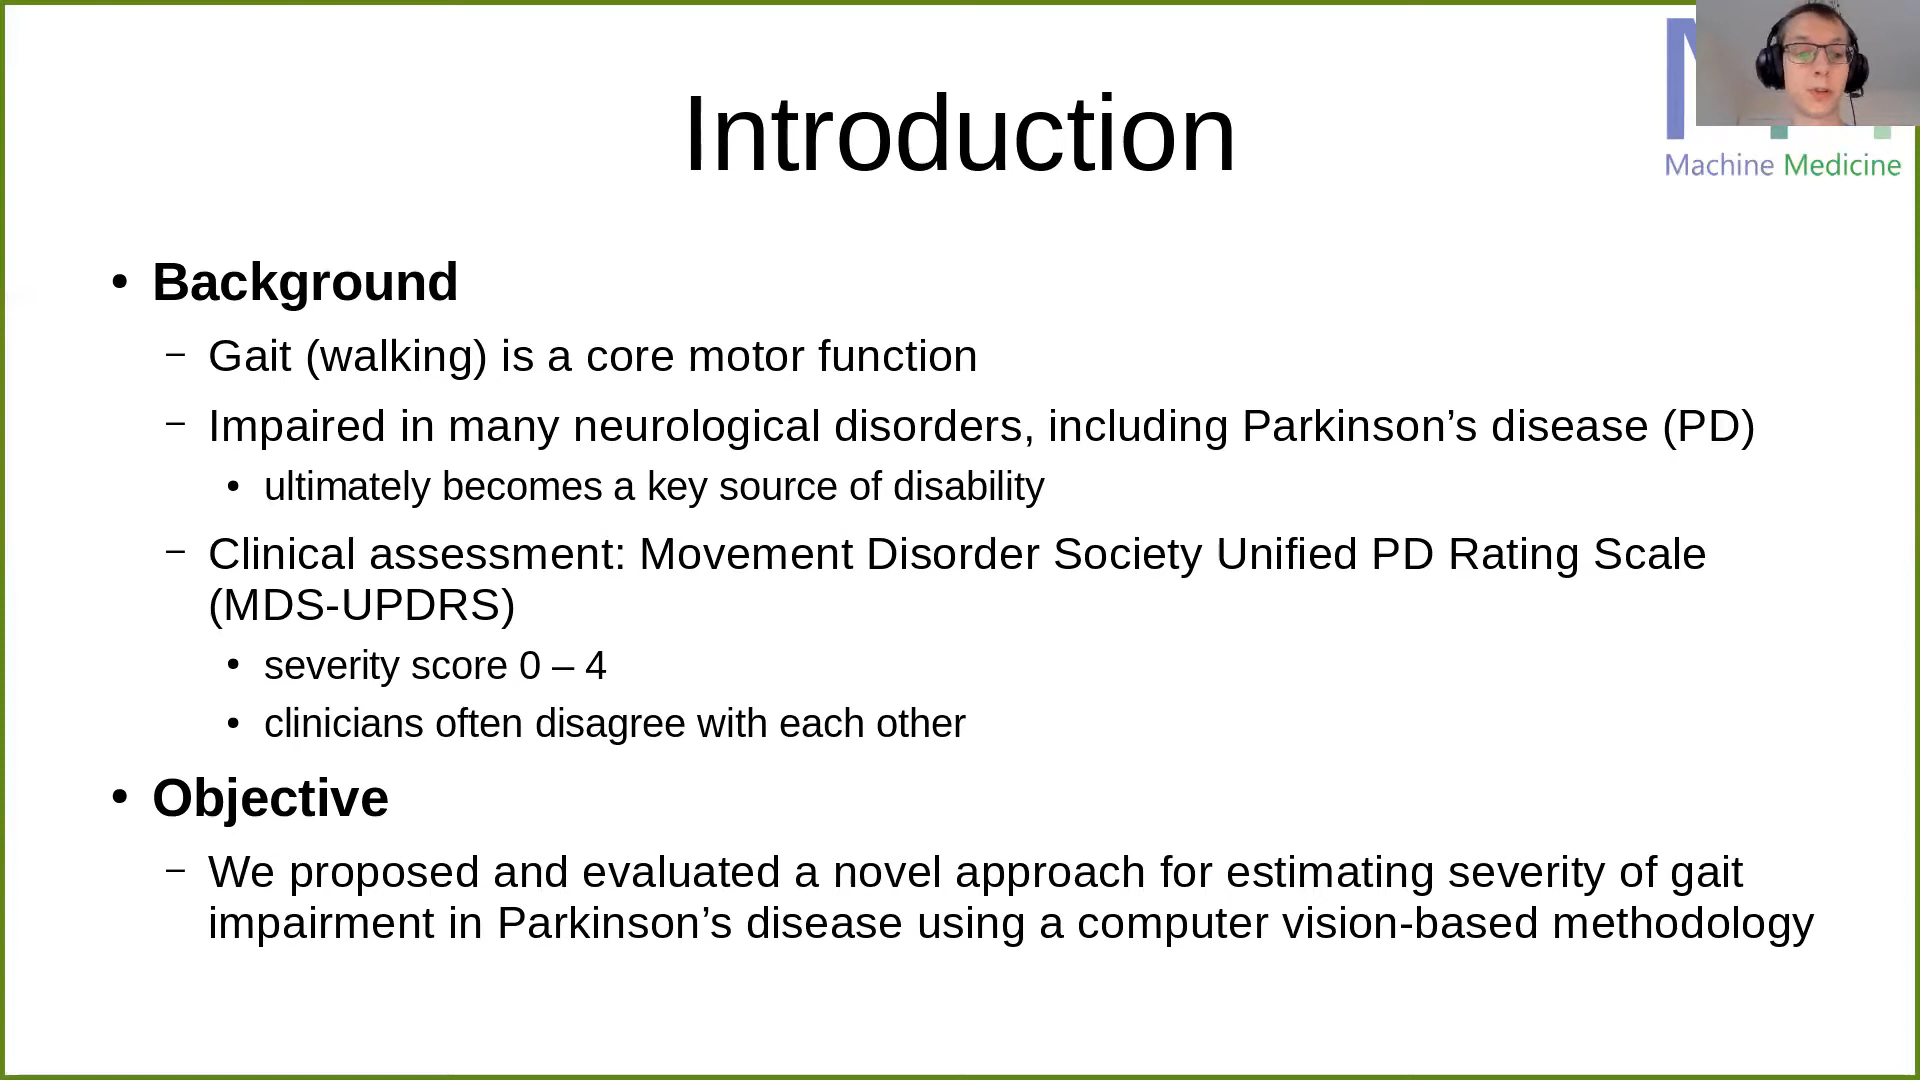 Introduction
Machine Medicine
• Background
– Gait (walking) is a core motor function
– Impaired in many neurological disorders, including Parkinson’s disease (PD)
• ultimately becomes a key source of disability
– Clinical assessment: Movement Disorder Society Unified PD Rating Scale
(MDS-UPDRS)
• severity score 0 – 4
• clinicians often disagree with each other
• Objective
– We proposed and evaluated a novel approach for estimating severity of gait
impairment in Parkinson’s disease using a computer vision-based methodology